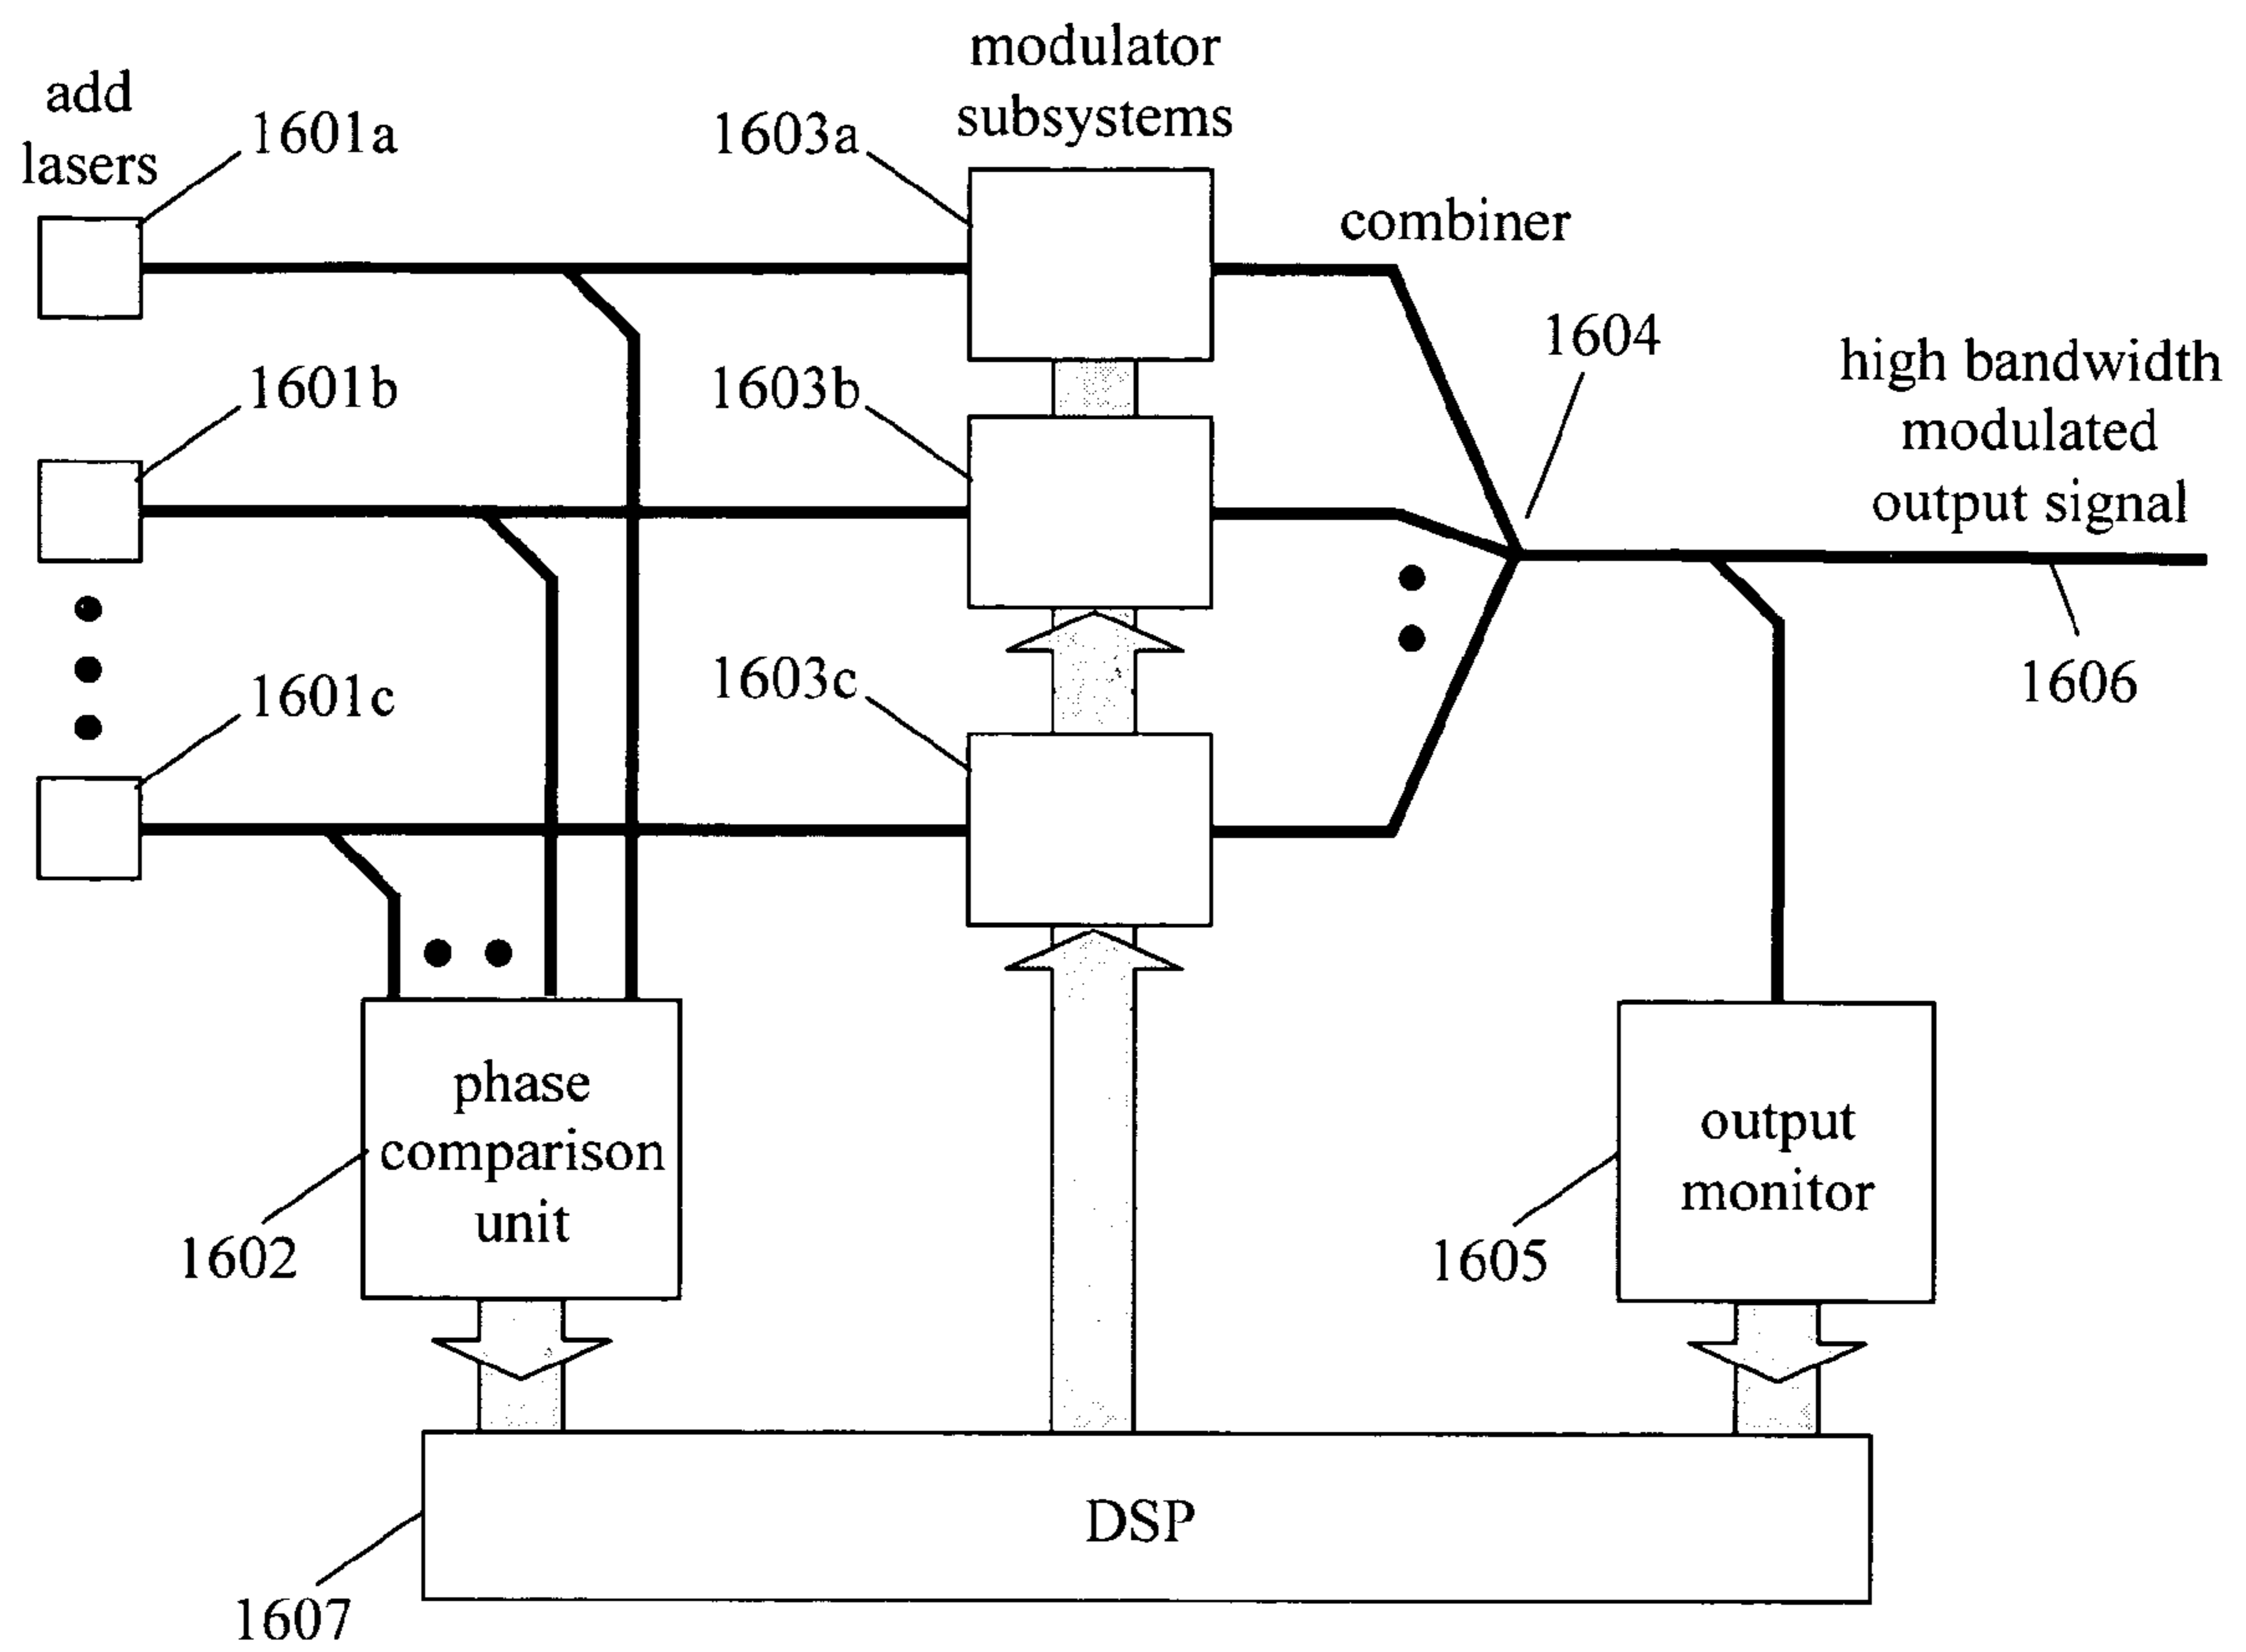 add
lasers
1601a
1603a
modulator
subsystems
combiner
1604
high bandwidth
modulated
output signal
1601b
1603b
1601c
1603c
1606
phase
comparison
unit
1602
output
monitor
1605
DSP
1607